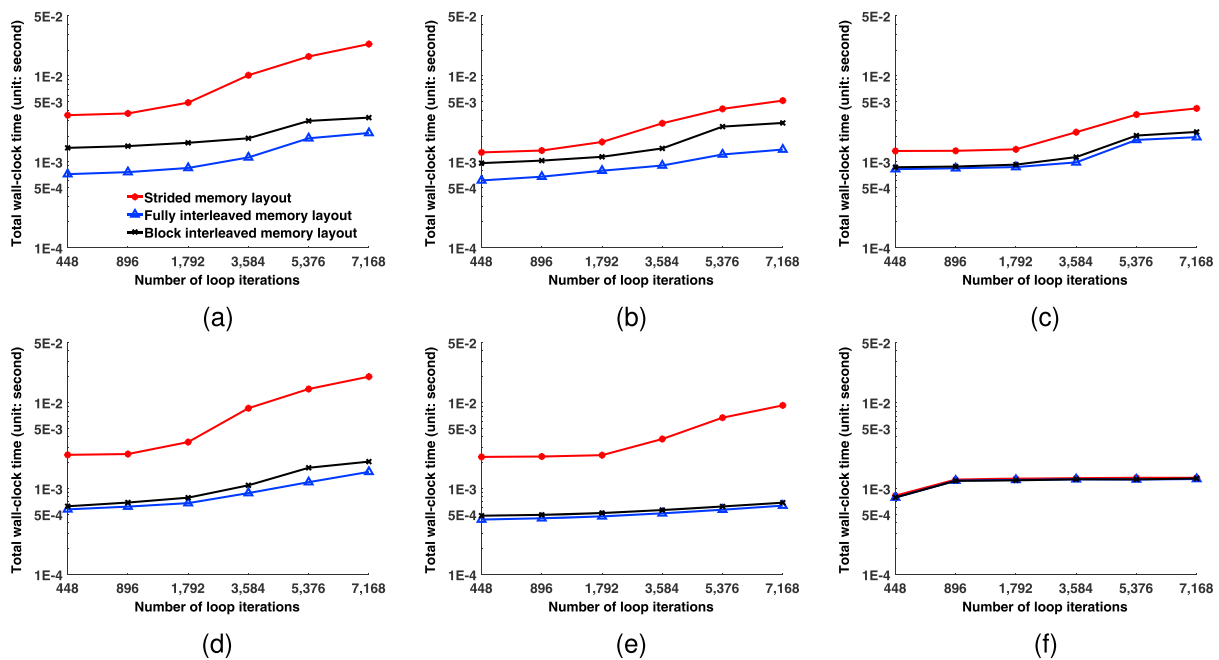 Total wall-clock time (unit: second)
5E-2
1E-2
5E-3
1E-3
5E-4
1E-4
448 896 1,792 3,584 5,376 7,168
Number of loop iterations
Strided memory layout
Fully interleaved memory layout
Block interleaved memory layout
(a)
Total wall-clock time (unit: second)
5E-2
1E-2
5E-3
1E-3
5E-4
1E-4
448 896 1,792 3,584 5,376 7,168
Number of loop iterations
(b)
Total wall-clock time (unit: second)
5E-2
1E-2
5E-3
1E-3
5E-4
1E-4
448 896 1,792 3,584 5,376 7,168
Number of loop iterations
(c)
Total wall-clock time (unit: second)
5E-2
1E-2
5E-3
1E-3
5E-4
1E-4
448 896 1,792 3,584 5,376 7,168
Number of loop iterations
(d)
Total wall-clock time (unit: second)
5E-2
1E-2
5E-3
1E-3
5E-4
1E-4
448 896 1,792 3,584 5,376 7,168
Number of loop iterations
(e)
Total wall-clock time (unit: second)
5E-2
1E-2
5E-3
1E-3
5E-4
1E-4
448 896 1,792 3,584 5,376 7,168
Number of loop iterations
(f)